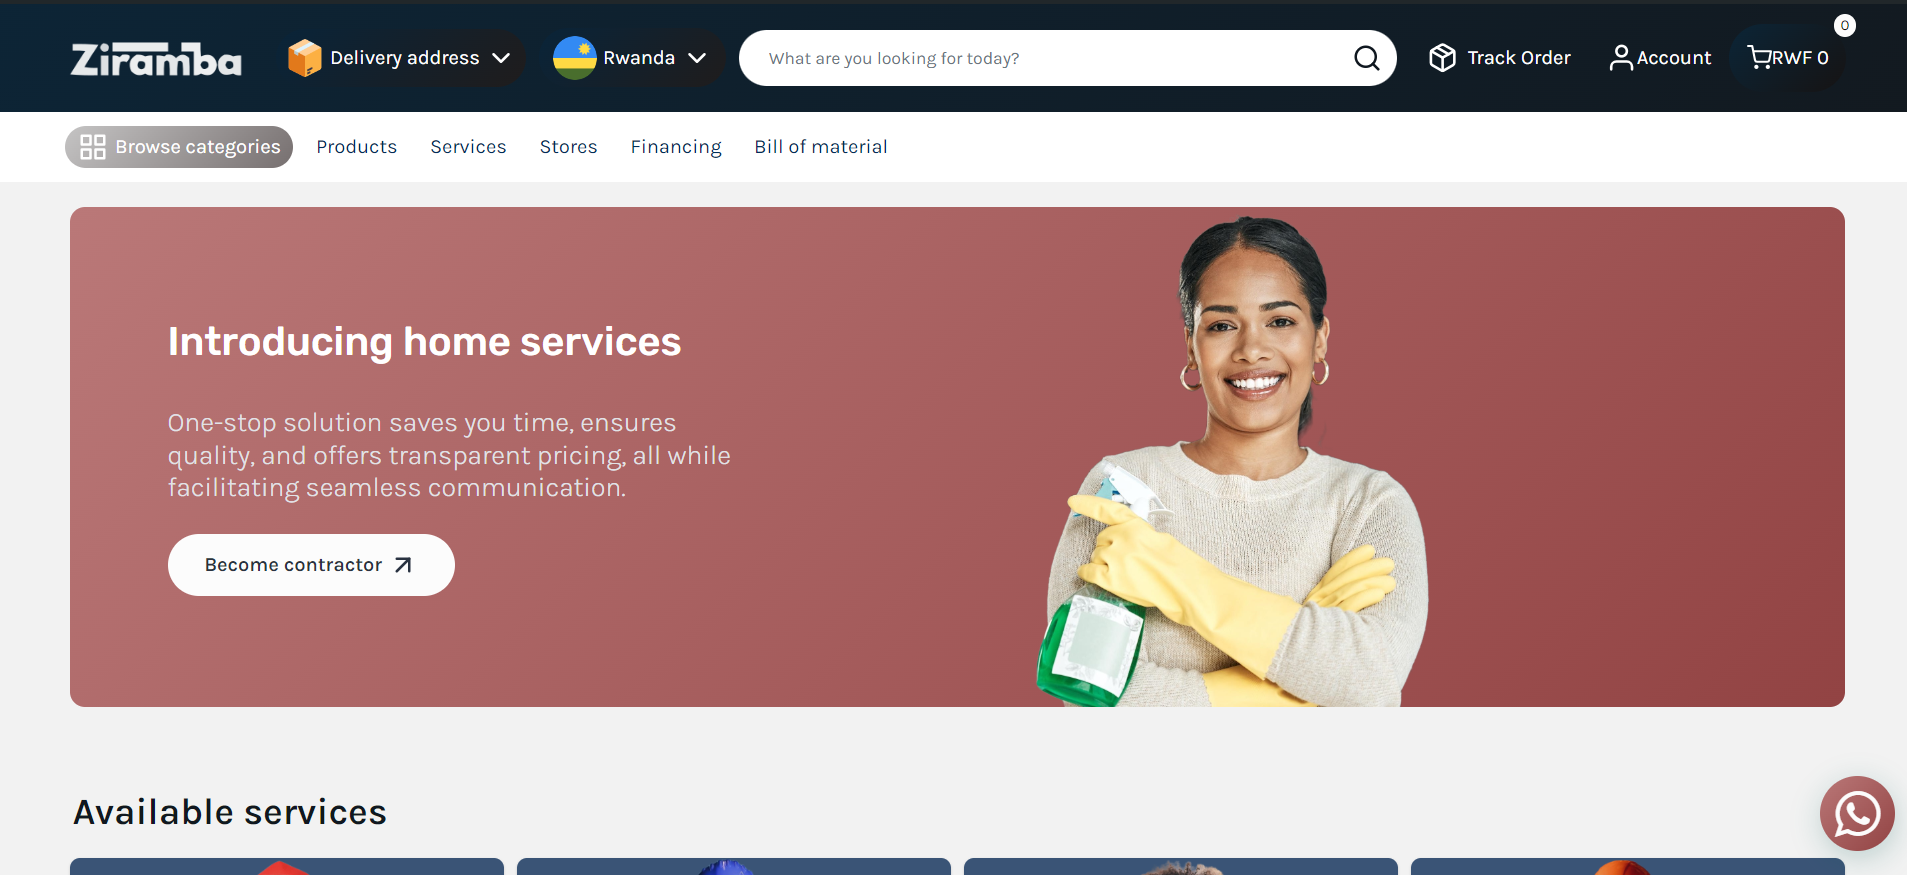 Ziramba
Delivery address
Rwanda
What are you looking for today?
Track Order
Account
0
RWF 0
Browse categories
Products
Services
Stores
Financing
Bill of material
Introducing home services
One-stop solution saves you time, ensures
quality, and offers transparent pricing, all while
facilitating seamless communication.
Become contractor
Available services